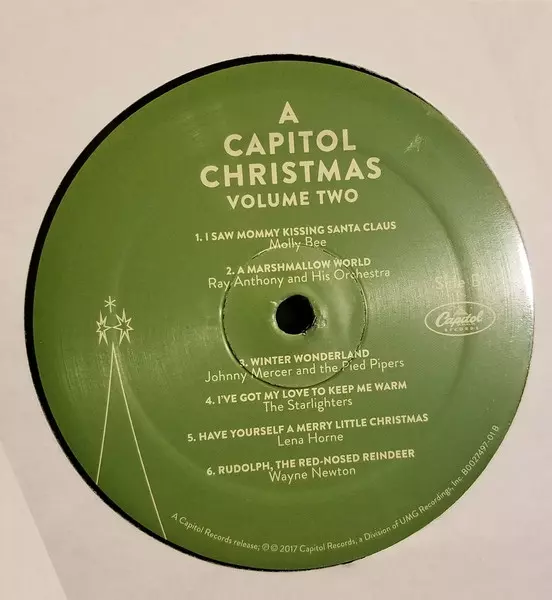 A
CAPITOL
CHRISTMAS
VOLUME TWO
1. I SAW MOMMY KISSING SANTA CLAUS
Molly Bee
2. A MARSHMALLOW WORLD
Ray Anthony and His Orchestra
Side B
Capitol
RECORDS
3. WINTER WONDERLAND
Johnny Mercer and the Pied Pipers
4. I'VE GOT MY LOVE TO KEEP ME WARM
The Starlighters
5. HAVE YOURSELF A MERRY LITTLE CHRISTMAS
Lena Horne
6. RUDOLPH, THE RED-NOSED REINDEER
Wayne Newton
A Capitol Records release; ℗ © 2017 Capitol Records, a Division of UMG Recordings, Inc. B0027497-01 B